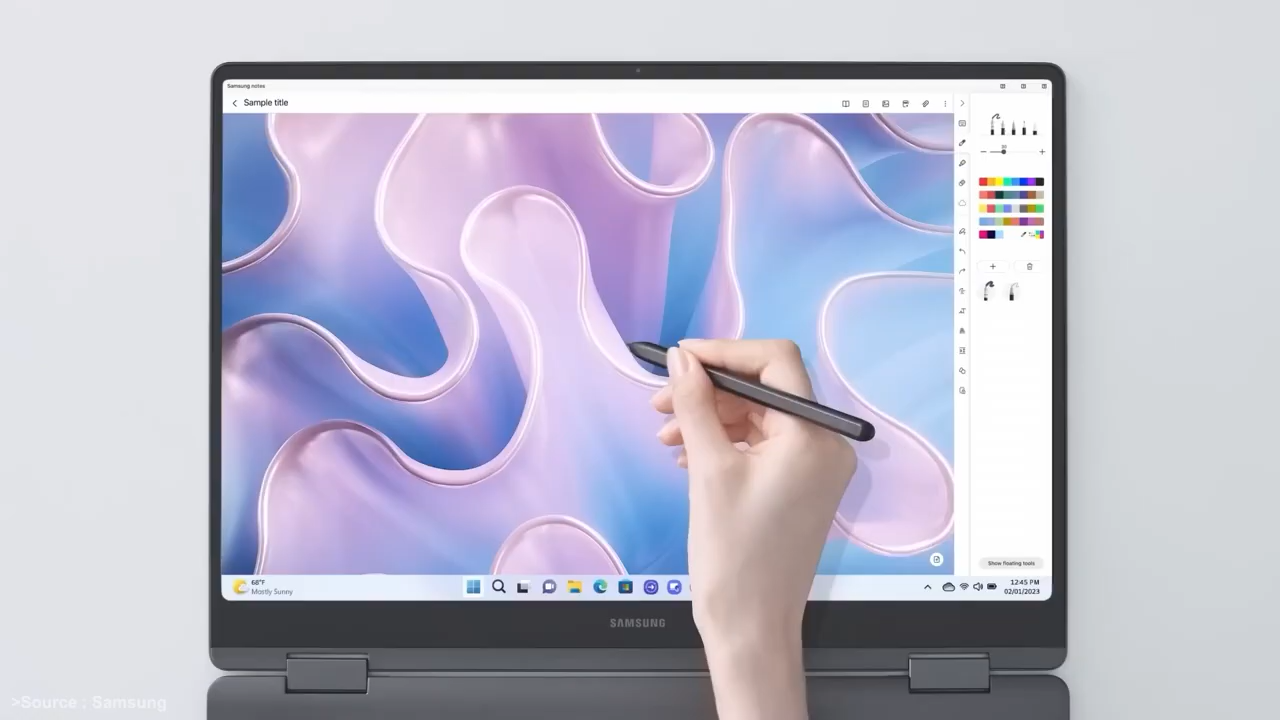 Samsung notes
Sample title
Show floating tools
68°F
Mostly Sunny
12:45 PM
02/01/2023
SAMSUNG
>Source : Samsung